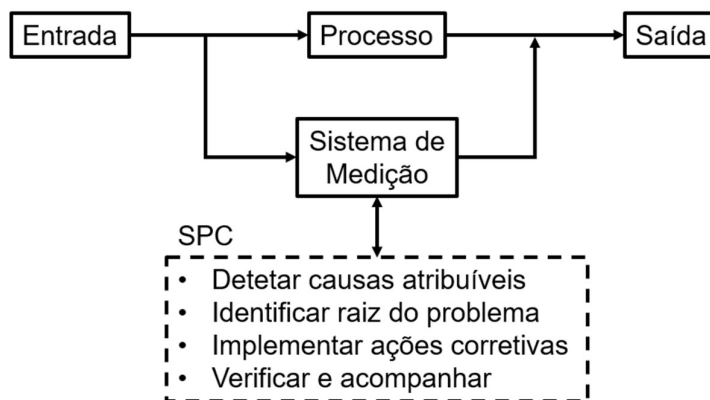 Entrada
Processo
Saída
Sistema de
Medição
SPC
• Detetar causas atribuíveis
• Identificar raiz do problema
• Implementar ações corretivas
• Verificar e acompanhar